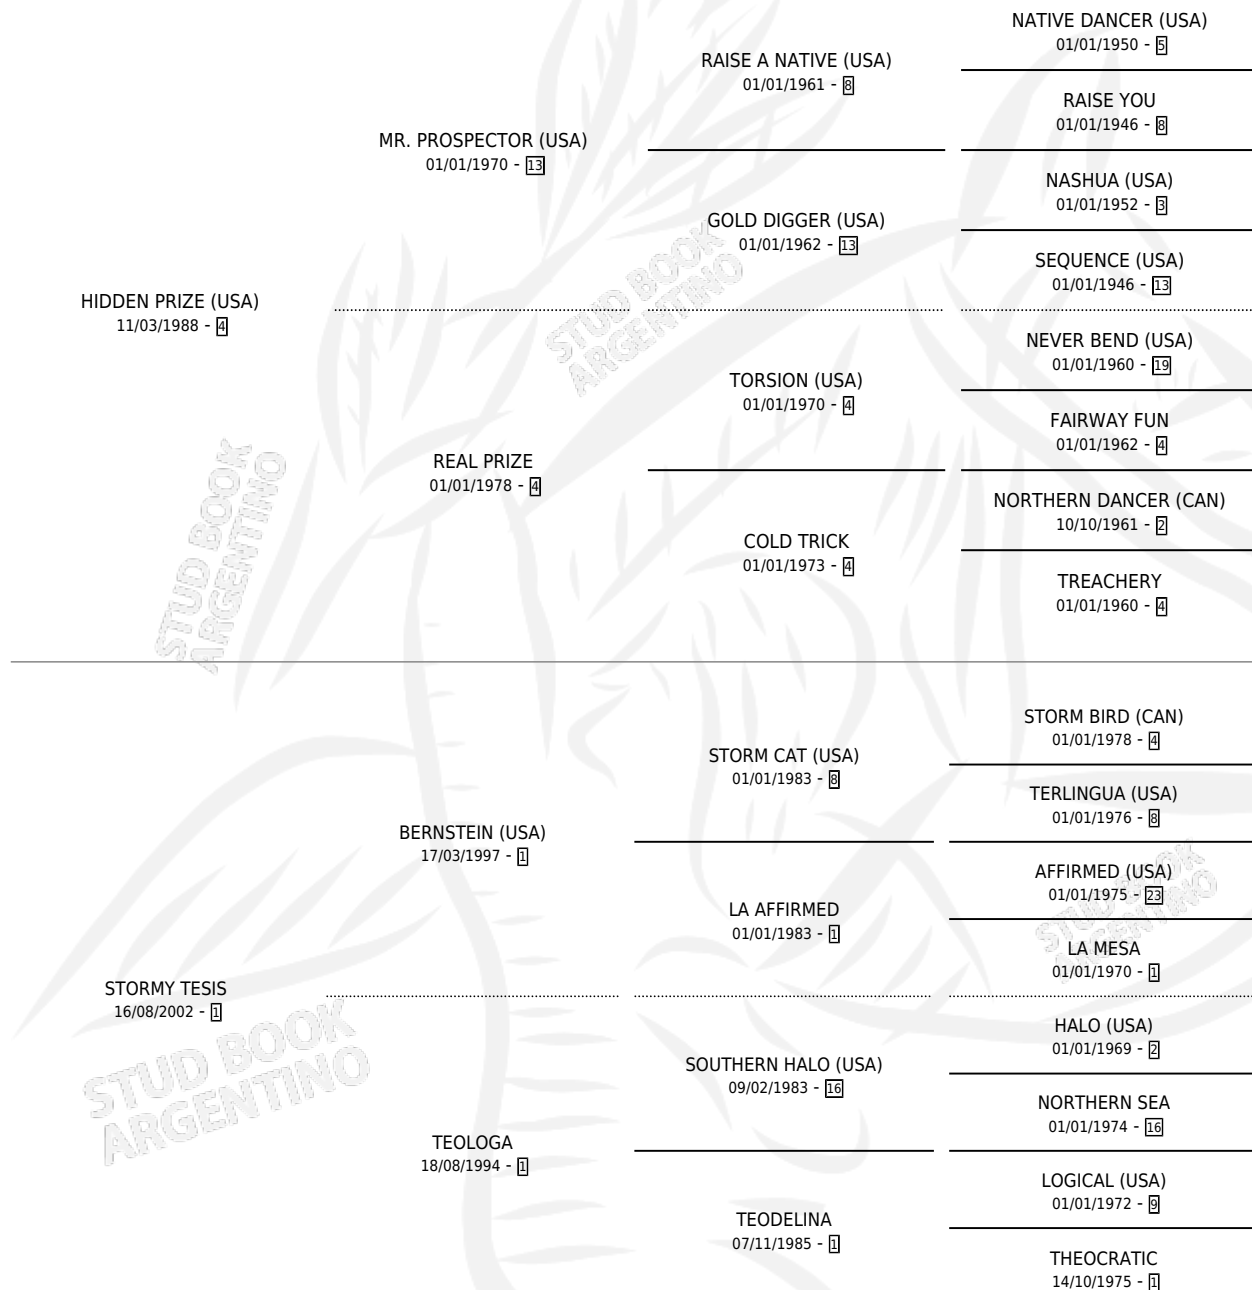 NATIVE DANCER (USA)
01/01/1950 - 5
RAISE A NATIVE (USA)
01/01/1961 - 8
RAISE YOU
01/01/1946 - 8
MR. PROSPECTOR (USA)
01/01/1970 - 13
NASHUA (USA)
01/01/1952 - 3
GOLD DIGGER (USA)
01/01/1962 - 13
SEQUENCE (USA)
01/01/1946 - 13
HIDDEN PRIZE (USA)
11/03/1988 - 4
NEVER BEND (USA)
01/01/1960 - 19
TORSION (USA)
01/01/1970 - 4
FAIRWAY FUN
01/01/1962 - 4
REAL PRIZE
01/01/1978 - 4
NORTHERN DANCER (CAN)
10/10/1961 - 2
COLD TRICK
01/01/1973 - 4
TREACHERY
01/01/1960 - 4
STORM BIRD (CAN)
01/01/1978 - 4
STORM CAT (USA)
01/01/1983 - 8
TERLINGUA (USA)
01/01/1976 - 8
BERNSTEIN (USA)
17/03/1997 - 1
AFFIRMED (USA)
01/01/1975 - 23
LA AFFIRMED
01/01/1983 - 1
LA MESA
01/01/1970 - 1
STORMY TESIS
16/08/2002 - 1
HALO (USA)
01/01/1969 - 2
SOUTHERN HALO (USA)
09/02/1983 - 16
NORTHERN SEA
01/01/1974 - 16
TEOLOGA
18/08/1994 - 1
LOGICAL (USA)
01/01/1972 - 9
TEODELINA
07/11/1985 - 1
THEOCRATIC
14/10/1975 - 1
STUD BOOK
ARGENTINO
STUD BOOK
ARGENTINO
STUD BOOK
ARGENTINO
STUD BOOK
ARGENTINO